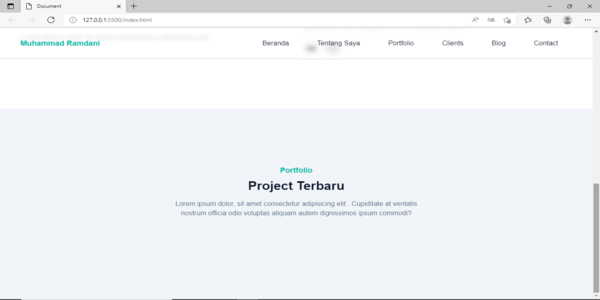 Document
127.0.0.1:5500/index.html
Muhammad Ramdani
Beranda
Tentang Saya
Portfolio
Clients
Blog
Contact
Portfolio
Project Terbaru
Lorem ipsum dolor, sit amet consectetur adipisicing elit . Cupiditate at veritatis
nostrum officia odio voluptas aliquam autem dignissimos ipsum commodi?